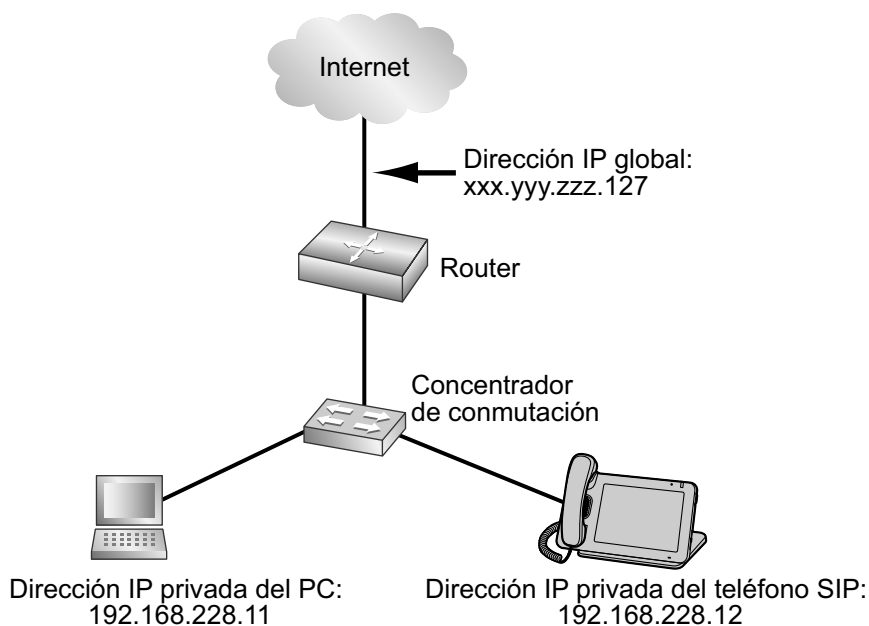 Internet
Dirección IP global:
xxx.yyy.zzz.127
Router
Concentrador
de conmutación
Dirección IP privada del PC:
192.168.228.11
Dirección IP privada del teléfono SIP:
192.168.228.12